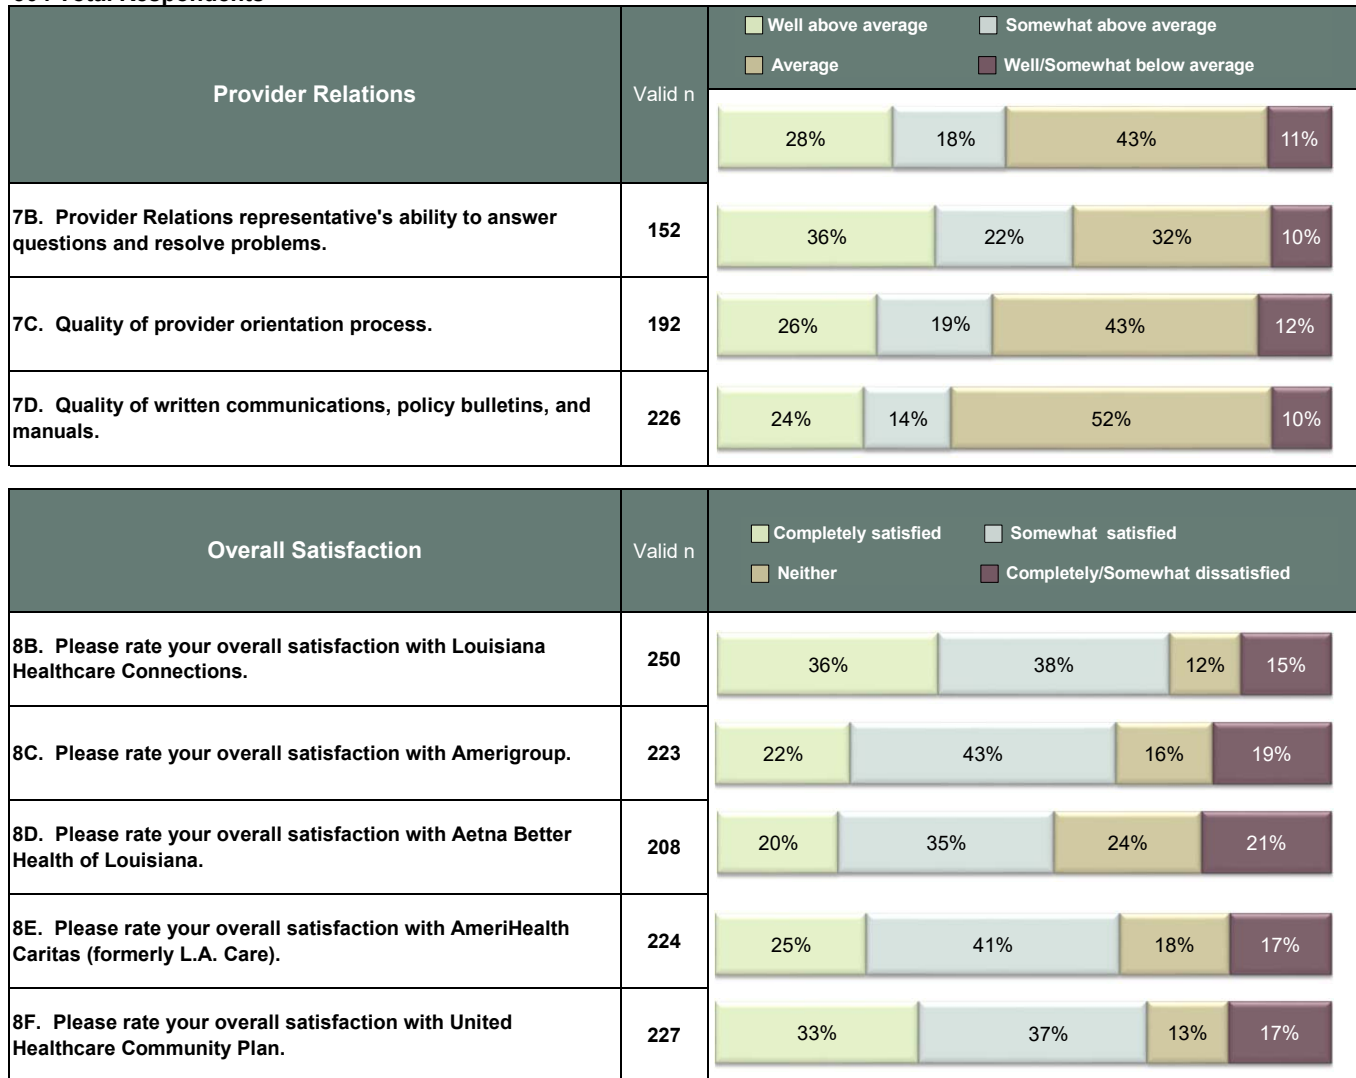 Provider Relations
Valid n
Well above average
Somewhat above average
Average
Well/Somewhat below average
28% 18% 43% 11%
7B. Provider Relations representative's ability to answer
questions and resolve problems.
152
36% 22% 32% 10%
7C. Quality of provider orientation process.
192
26% 19% 43% 12%
7D. Quality of written communications, policy bulletins, and
manuals.
226
24% 14% 52% 10%
Overall Satisfaction
Valid n
Completely satisfied
Somewhat satisfied
Neither
Completely/Somewhat dissatisfied
8B. Please rate your overall satisfaction with Louisiana
Healthcare Connections.
250
36% 38% 12% 15%
8C. Please rate your overall satisfaction with Amerigroup.
223
22% 43% 16% 19%
8D. Please rate your overall satisfaction with Aetna Better
Health of Louisiana.
208
20% 35% 24% 21%
8E. Please rate your overall satisfaction with AmeriHealth
Caritas (formerly L.A. Care).
224
25% 41% 18% 17%
8F. Please rate your overall satisfaction with United
Healthcare Community Plan.
227
33% 37% 13% 17%